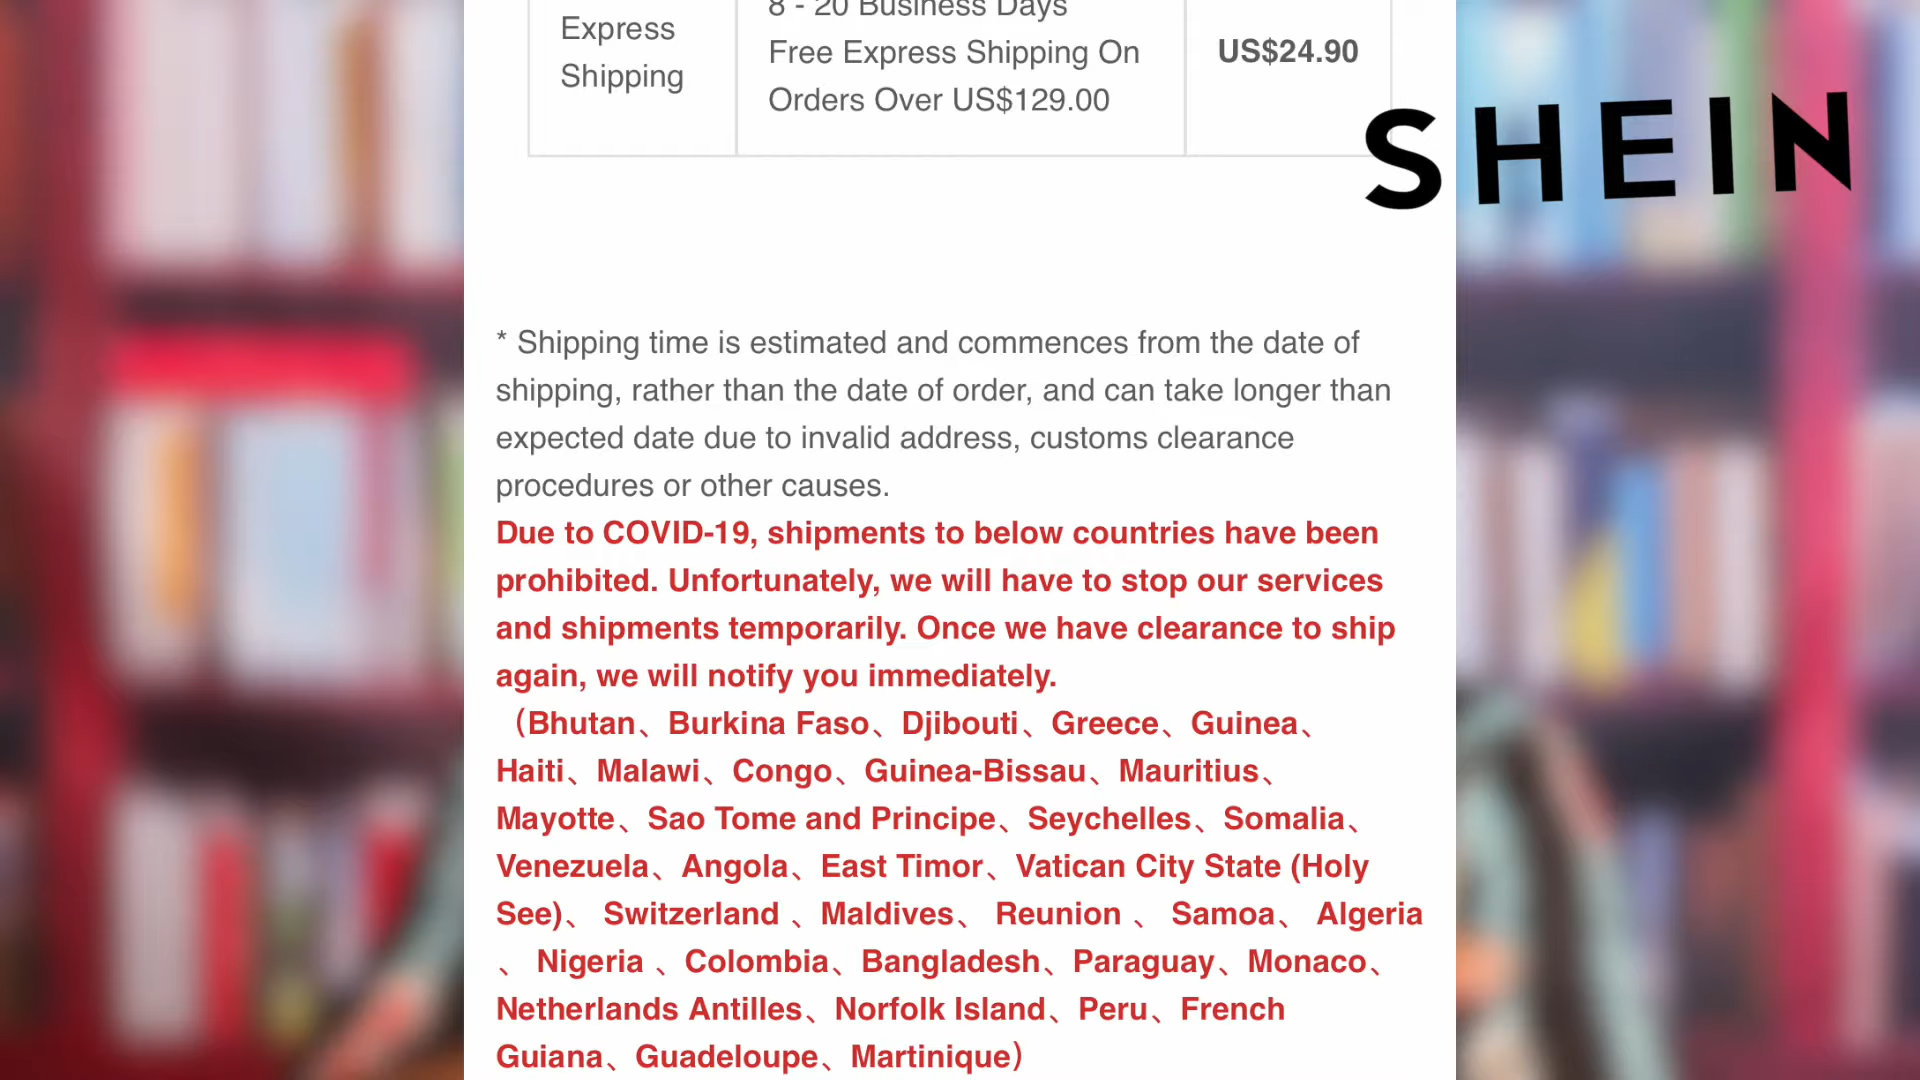 Express
Shipping
8 - 20 Business Days
Free Express Shipping On
Orders Over US$129.00
US$24.90
SHEIN
* Shipping time is estimated and commences from the date of
shipping, rather than the date of order, and can take longer than
expected date due to invalid address, customs clearance
procedures or other causes.
Due to COVID-19, shipments to below countries have been
prohibited. Unfortunately, we will have to stop our services
and shipments temporarily. Once we have clearance to ship
again, we will notify you immediately.
（Bhutan、Burkina Faso、Djibouti、Greece、Guinea、
Haiti、Malawi、Congo、Guinea-Bissau、Mauritius、
Mayotte、Sao Tome and Principe、Seychelles、Somalia、
Venezuela、Angola、East Timor、Vatican City State (Holy
See)、 Switzerland 、Maldives、 Reunion 、 Samoa、 Algeria
、 Nigeria 、Colombia、Bangladesh、Paraguay、Monaco、
Netherlands Antilles、Norfolk Island、Peru、French
Guiana、Guadeloupe、Martinique）